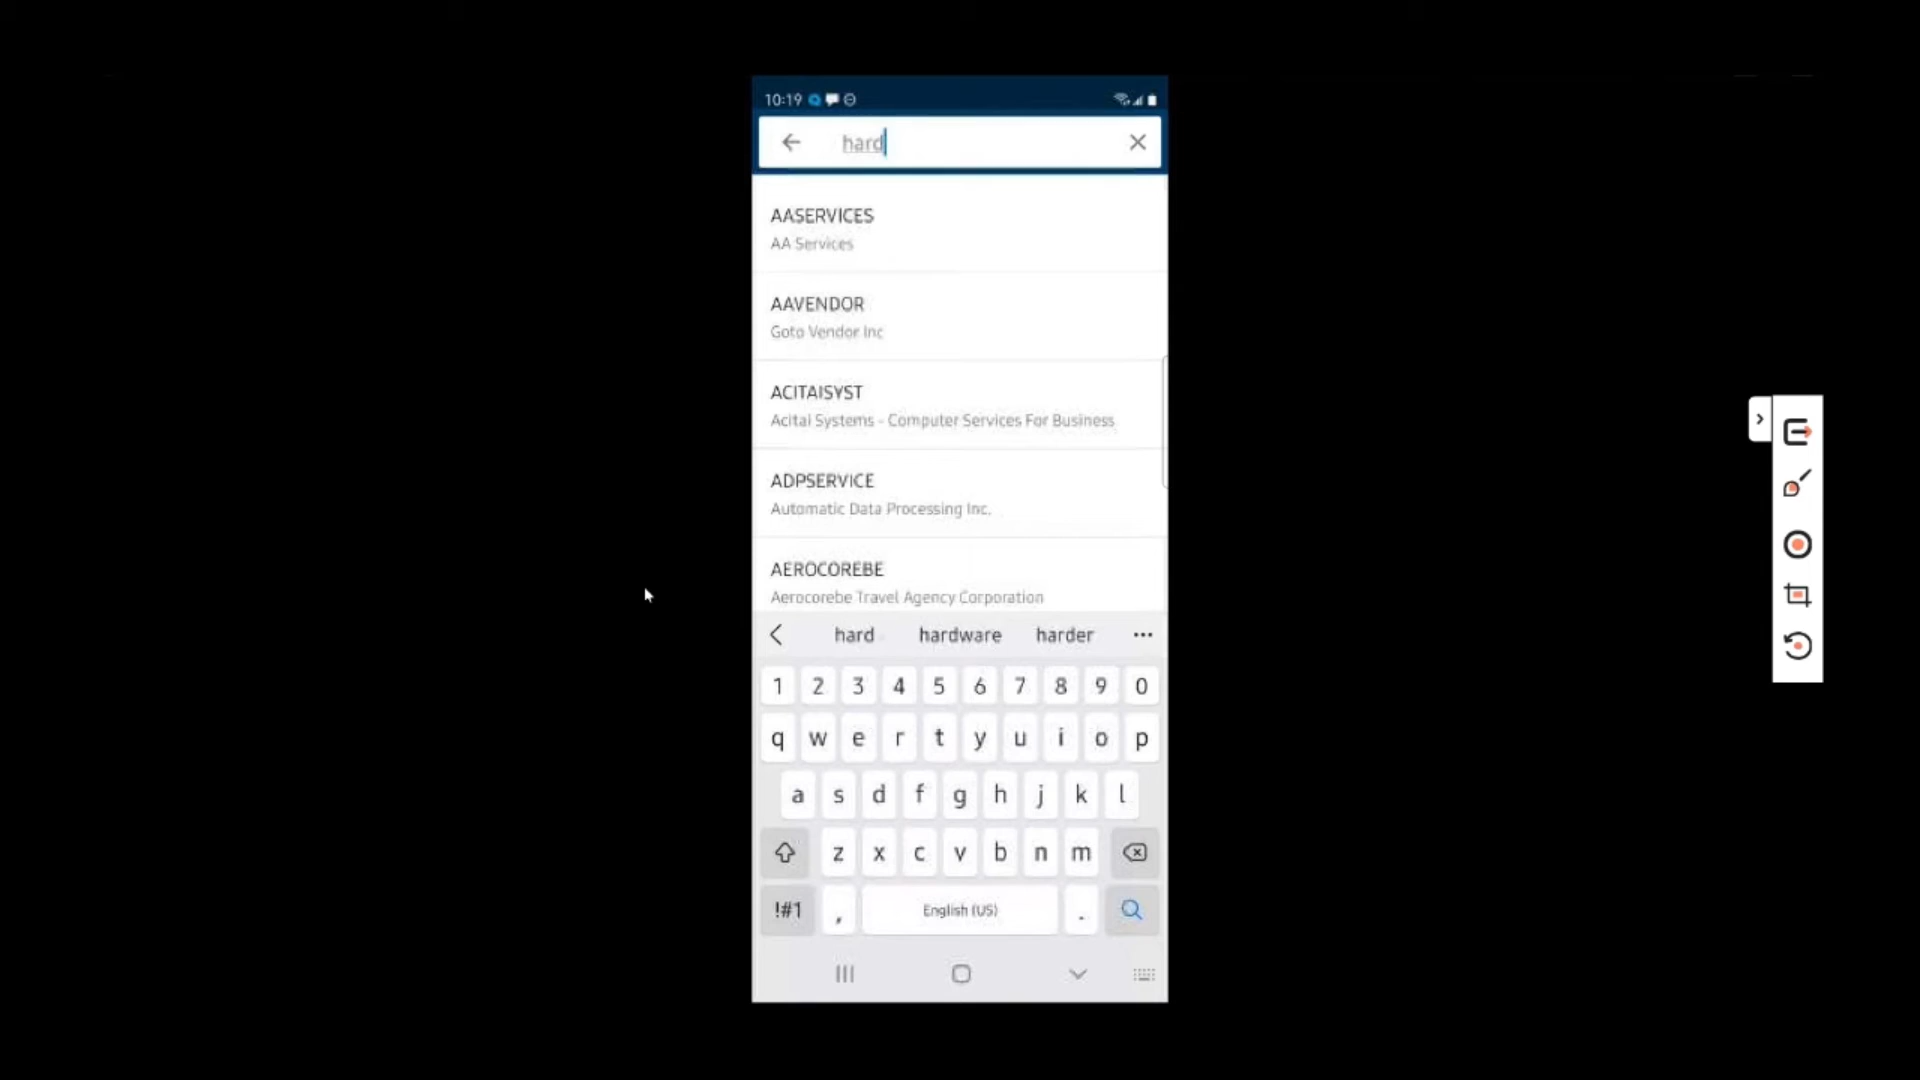 10:19
hard
AASERVICES
AA Services
AAVENDOR
Goto Vendor Inc
ACITAISYST
Acitai Systems - Computer Services For Business
ADPSERVICE
Automatic Data Processing Inc.
AEROCOREBE
Aerocorebe Travel Agency Corporation
hard hardware harder
1 2 3 4 5 6 7 8 9 0
q w e r t y u i o p
a s d f g h j k l
z x c v b n m
!#1 , English (US) .